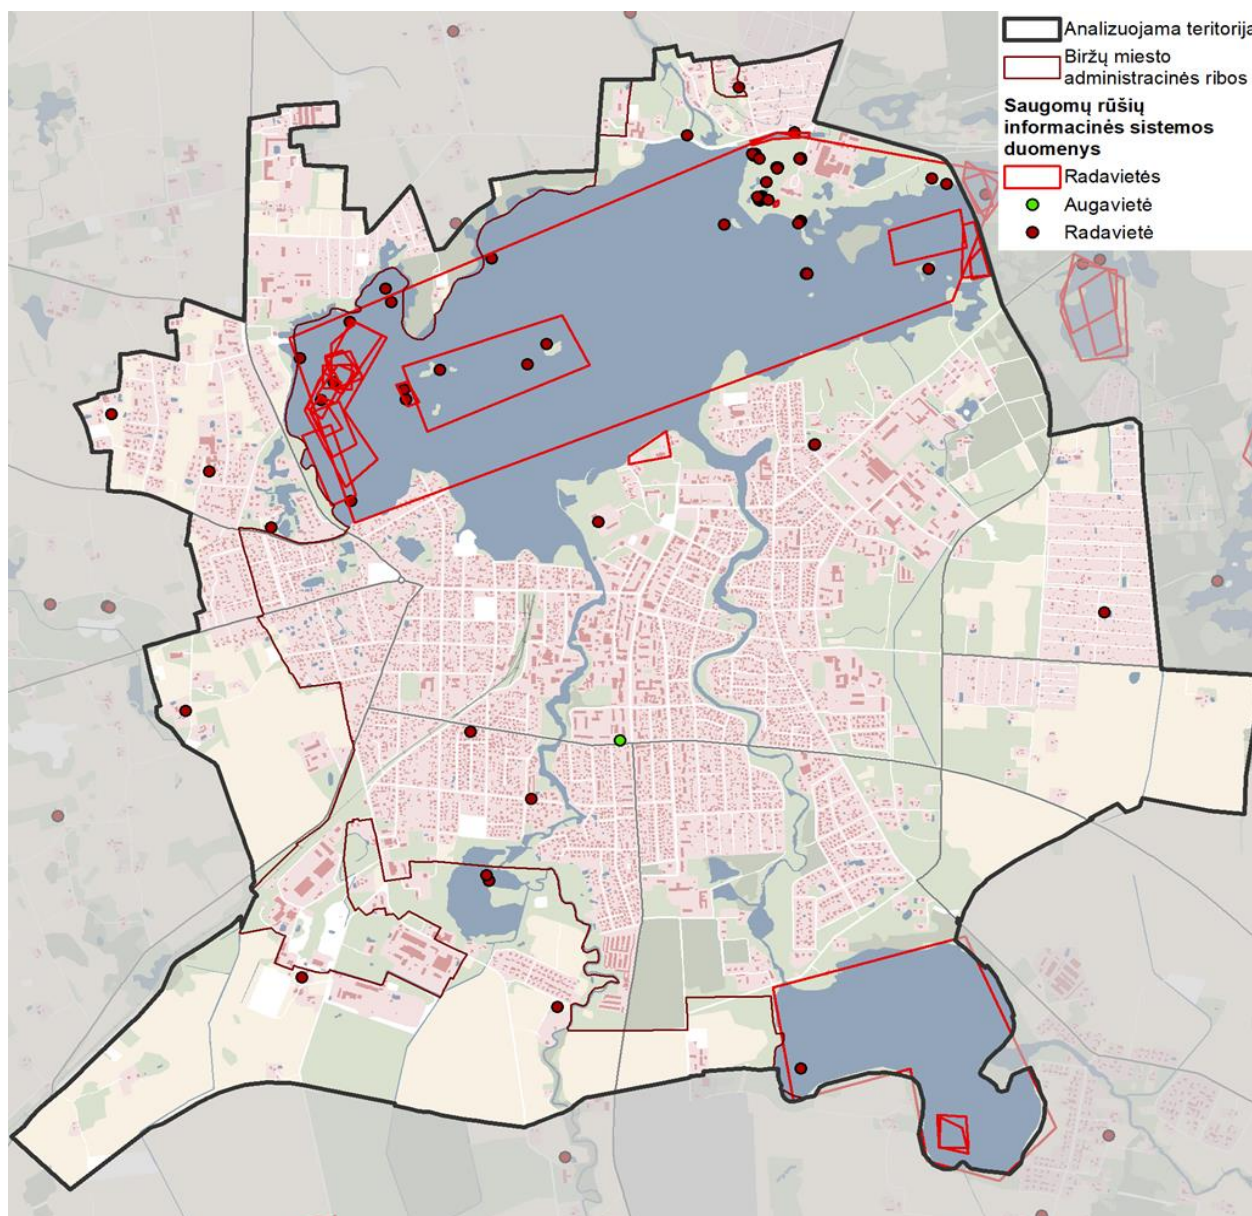 Analizuojama teritorija
Biržų miesto
administracinės ribos
Saugomų rūšių
informacinės sistemos
duomenys
Radavietės
Augavietė
Radavietė